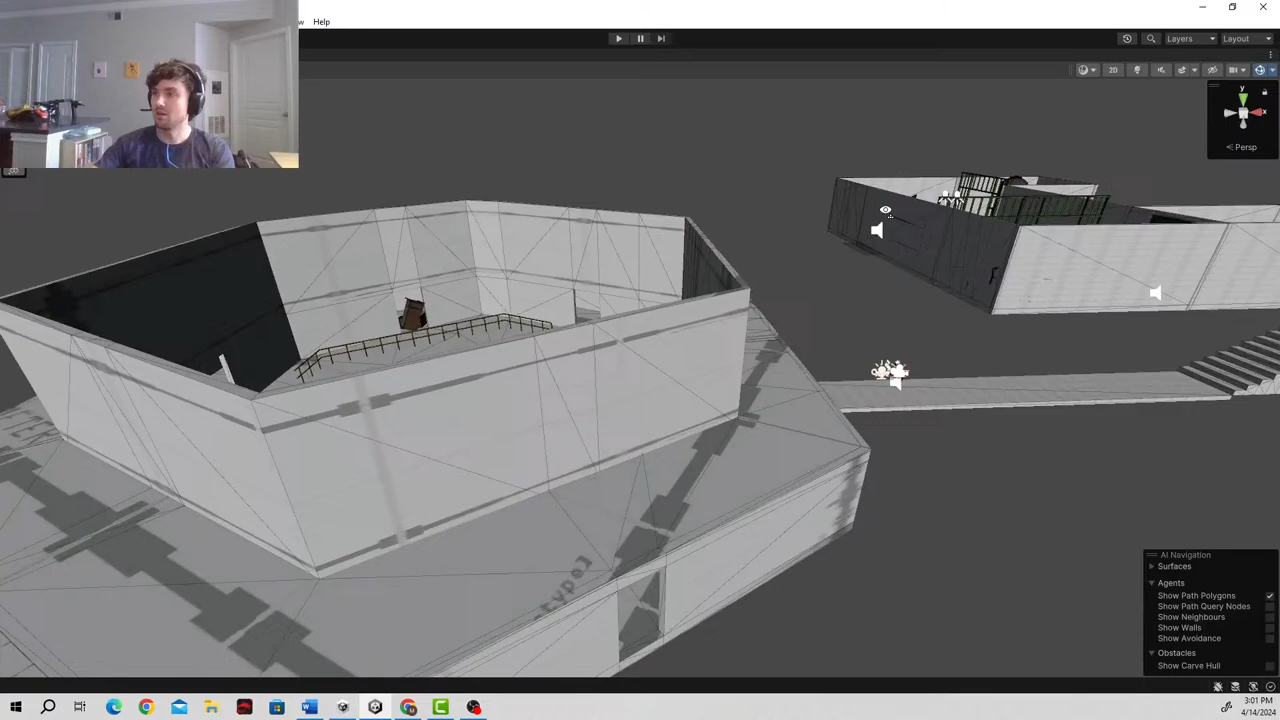 Help
Layers
Layout
2D
y
x
Persp
type1
AI Navigation
Surfaces
Agents
Show Path Polygons
Show Path Query Nodes
Show Neighbours
Show Walls
Show Avoidance
Obstacles
Show Carve Hull
3:01 PM
4/14/2024